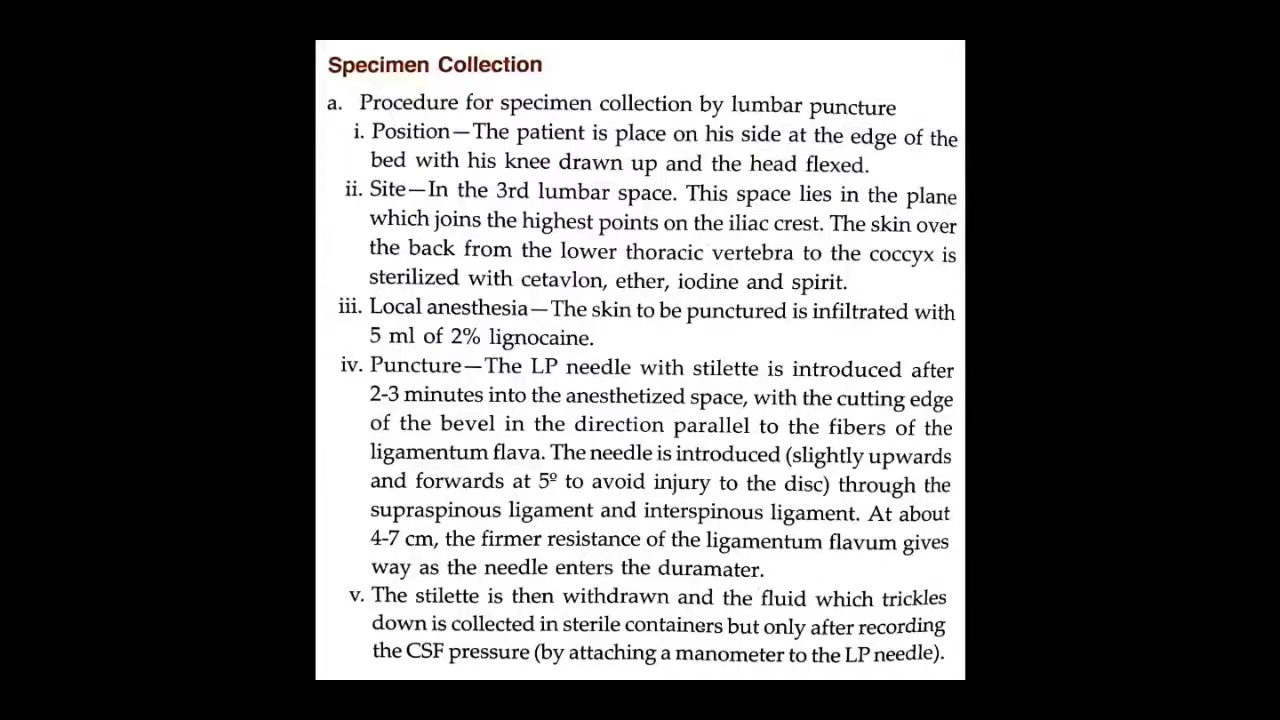 Specimen Collection
a. Procedure for specimen collection by lumbar puncture
i. Position—The patient is place on his side at the edge of the
bed with his knee drawn up and the head flexed.
ii. Site—In the 3rd lumbar space. This space lies in the plane
which joins the highest points on the iliac crest. The skin over
the back from the lower thoracic vertebra to the coccyx is
sterilized with cetavlon, ether, iodine and spirit.
iii. Local anesthesia—The skin to be punctured is infiltrated with
5 ml of 2% lignocaine.
iv. Puncture—The LP needle with stilette is introduced after
2-3 minutes into the anesthetized space, with the cutting edge
of the bevel in the direction parallel to the fibers of the
ligamentum flava. The needle is introduced (slightly upwards
and forwards at 5º to avoid injury to the disc) through the
supraspinous ligament and interspinous ligament. At about
4-7 cm, the firmer resistance of the ligamentum flavum gives
way as the needle enters the duramater.
v. The stilette is then withdrawn and the fluid which trickles
down is collected in sterile containers but only after recording
the CSF pressure (by attaching a manometer to the LP needle).